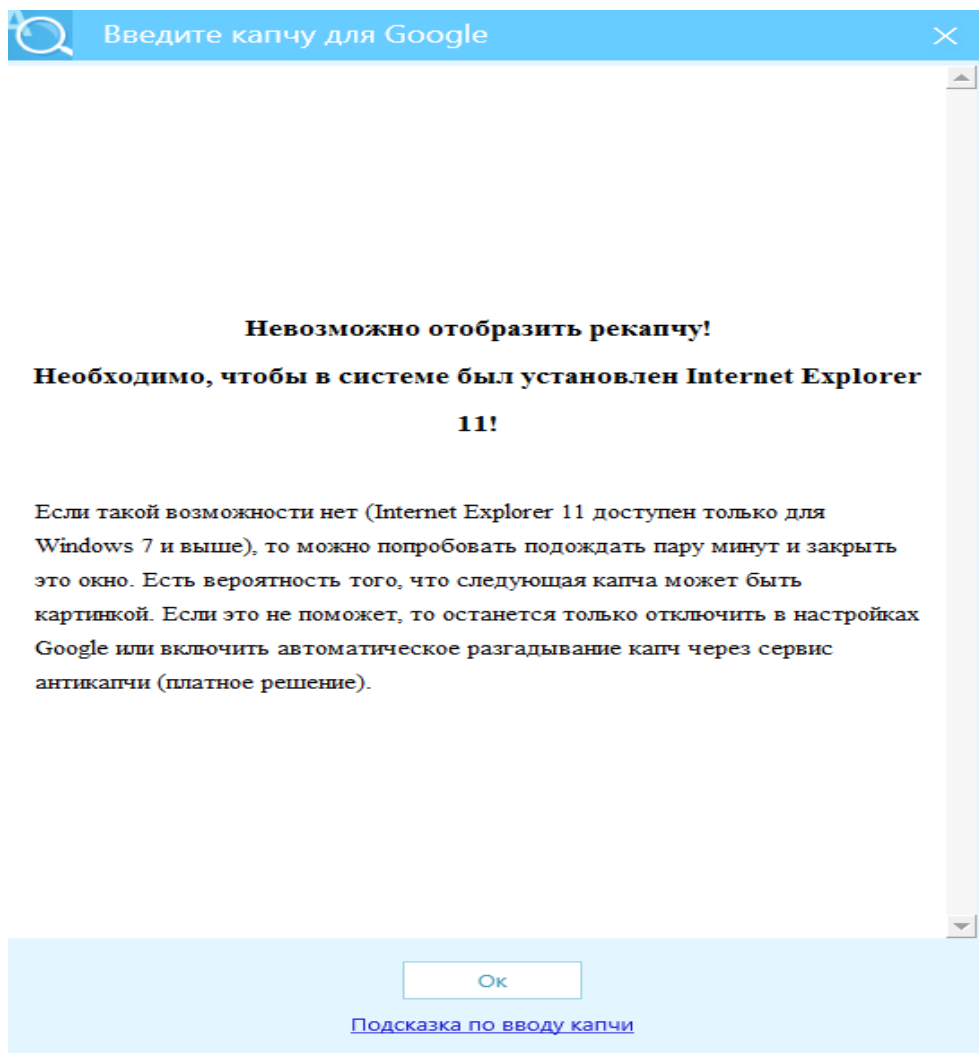 Введите капчу для Google
Невозможно отобразить рекапчу!
Необходимо, чтобы в системе был установлен Internet Explorer
11!
Если такой возможности нет (Internet Explorer 11 доступен только для
Windows 7 и выше), то можно попробовать подождать пару минут и закрыть
это окно. Есть вероятность того, что следующая капча может быть
картинкой. Если это не поможет, то останется только отключить в настройках
Google или включить автоматическое разгадывание капч через сервис
антикапчи (платное решение).
Ок
Подсказка по вводу капчи